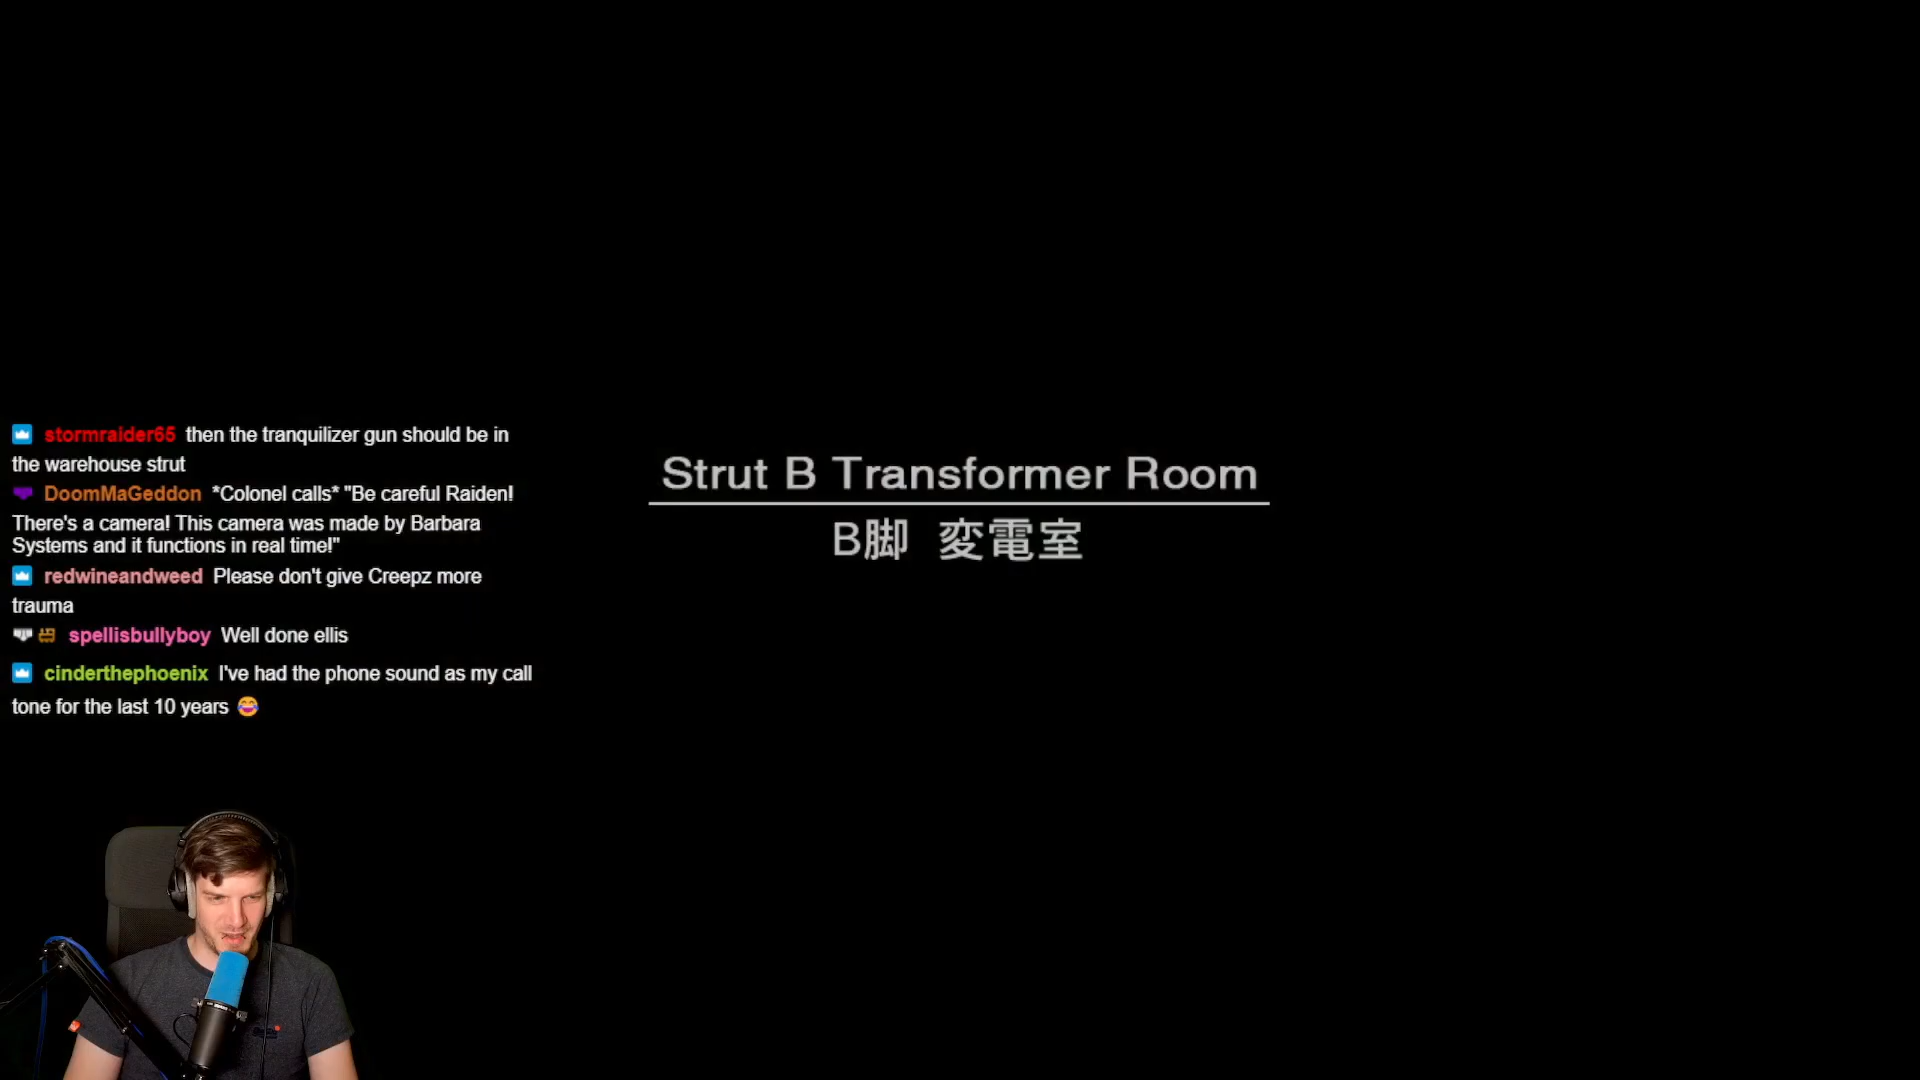 stormraider65 then the tranquilizer gun should be in
the warehouse strut
DoomMaGeddon *Colonel calls* "Be careful Raiden!
There's a camera! This camera was made by Barbara
Systems and it functions in real time!"
redwineandweed Please don't give Creepz more
trauma
spellisbullyboy Well done ellis
cinderthephoenix I've had the phone sound as my call
tone for the last 10 years 😂
Strut B Transformer Room
B脚 変電室